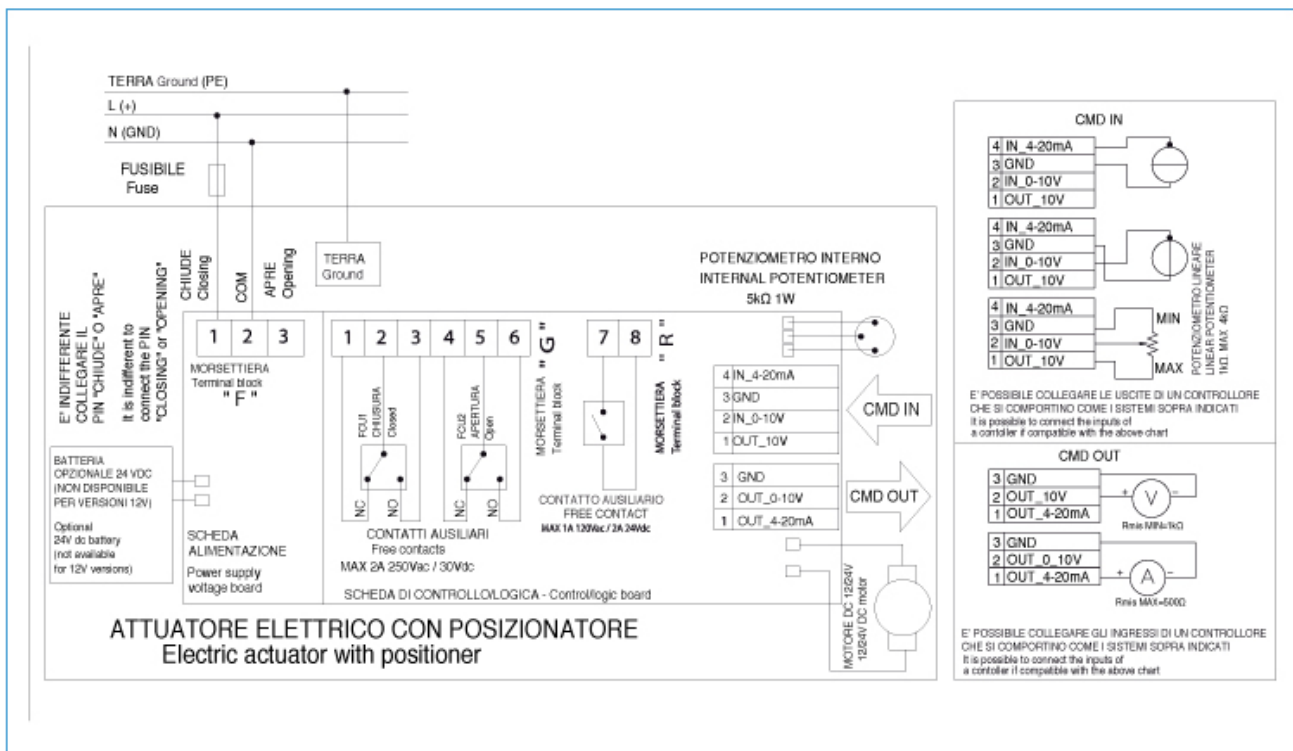 TERRA Ground (PE)
L (+)
N (GND)
FUSIBILE
Fuse
E' INDIFFERENTE
COLLEGARE IL
PIN "CHIUDE" O "APRE"
It is indifferent to
connect the PIN
"CLOSING" or "OPENING"
CHIUDE
Closing
COM
APRE
Opening
TERRA
Ground
1 2 3
MORSETTIERA
Terminal block
" F "
1 2 3 4 5 6
MORSETTIERA " G "
Terminal block
7 8
MORSETTIERA " R "
Terminal block
FCU1
CHIUSURA
Closed
NC
NO
FCU2
APERTURA
Open
NC
NO
CONTATTI AUSILIARI
Free contacts
MAX 2A 250Vac / 30Vdc
CONTATTO AUSILIARIO
FREE CONTACT
MAX 1A 120Vac / 2A 24Vdc
POTENZIOMETRO INTERNO
INTERNAL POTENTIOMETER
5kΩ 1W
4 IN_4-20mA
3 GND
2 IN_0-10V
1 OUT_10V
CMD IN
3 GND
2 OUT_0-10V
1 OUT_4-20mA
CMD OUT
BATTERIA
OPZIONALE 24 VDC
(NON DISPONIBILE
PER VERSIONI 12V)
Optional
24V dc battery
(not available
for 12V versions)
SCHEDA
ALIMENTAZIONE
Power supply
voltage board
SCHEDA DI CONTROLLO/LOGICA - Control/logic board
MOTORE DC 12/24V
12/24V DC motor
ATTUATORE ELETTRICO CON POSIZIONATORE
Electric actuator with positioner
CMD IN
4 IN_4-20mA
3 GND
2 IN_0-10V
1 OUT_10V
4 IN_4-20mA
3 GND
2 IN_0-10V
1 OUT_10V
4 IN_4-20mA
3 GND
2 IN_0-10V
1 OUT_10V
MIN
MAX
POTENZIOMETRO LINEARE
LINEAR POTENTIOMETER
1kΩ MAX 4kΩ
E' POSSIBILE COLLEGARE LE USCITE DI UN CONTROLLORE
CHE SI COMPORTINO COME I SISTEMI SOPRA INDICATI
It is possible to connect the inputs of
a contoller if compatible with the above chart
CMD OUT
3 GND
2 OUT_10V
1 OUT_4-20mA
+ V -
Rmis MIN=1kΩ
3 GND
2 OUT_0_10V
1 OUT_4-20mA
+ A -
Rmis MAX=500Ω
E' POSSIBILE COLLEGARE GLI INGRESSI DI UN CONTROLLORE
CHE SI COMPORTINO COME I SISTEMI SOPRA INDICATI
It is possible to connect the inputs of
a contoller if compatible with the above chart